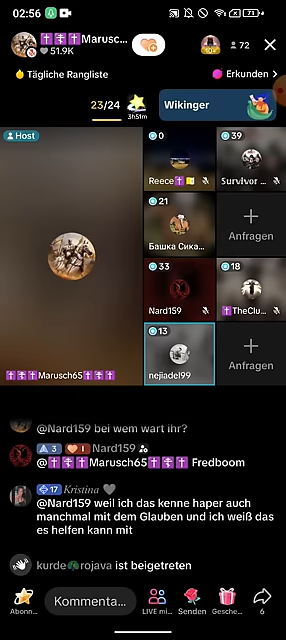 02:56
71
✝️☦️✝️Marusc...
51.9K
72
Tägliche Rangliste
Erkunden >
23/24
3h51m
Wikinger
Host
0
39
Reece✝️
Survivor ...
21
Башка Сика...
Anfragen
33
18
Nard159
✝️TheClu...
13
✝️☦️✝️Marusch65✝️☦️✝️
nejiadel99
Anfragen
@Nard159 bei wem wart ihr?
3 1 Nard159
@✝️☦️✝️Marusch65✝️☦️✝️ Fredboom
17 Kristina 🩶
@Nard159 weil ich das kenne haper auch
manchmal mit dem Glauben und ich weiß das
es helfen kann mit
kurde🌳rojava ist beigetreten
Abonn...
Kommenta...
LIVE mi...
Senden
Gesche...
6